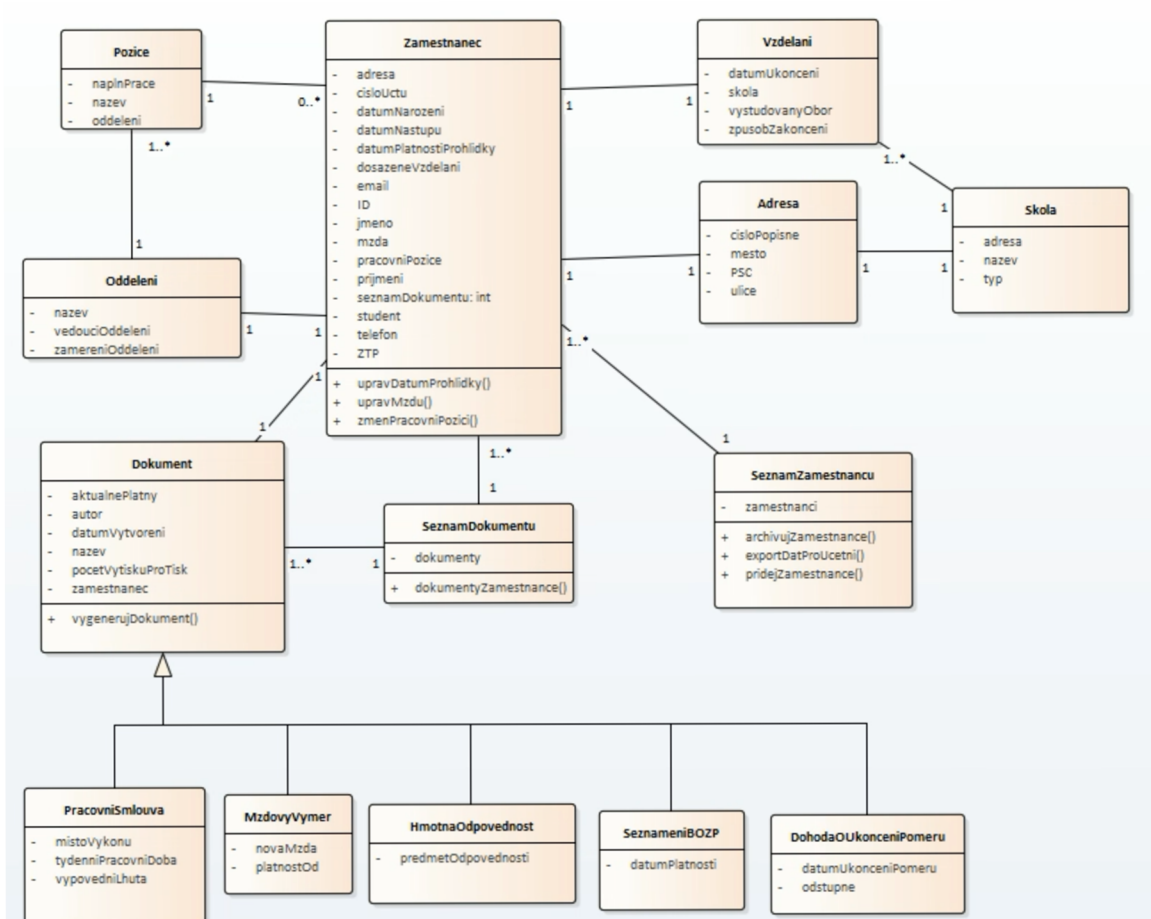 Pozice
- naplnPrace
- nazev
- oddeleni
1
0..*
1..*
1
Zamestnanec
- adresa
- cisloUctu
- datumNarozeni
- datumNastupu
- datumPlatnostiProhlidky
- dosazeneVzdelani
- email
- ID
- jmeno
- mzda
- pracovniPozice
- prijmeni
- seznamDokumentu: int
- student
- telefon
- ZTP
+ upravDatumProhlidky()
+ upravMzdu()
+ zmenPracovniPozici()
1
1
Vzdelani
- datumUkonceni
- skola
- vystudovanyObor
- zpusobZakonceni
1..*
1
Adresa
- cisloPopisne
- mesto
- PSC
- ulice
1
1
1
1
Skola
- adresa
- nazev
- typ
Oddeleni
- nazev
- vedouciOddeleni
- zamereniOddeleni
1
1
1
1
1..*
1
Dokument
- aktualnePlatny
- autor
- datumVytvoreni
- nazev
- pocetVytiskuProTisk
- zamestnanec
+ vygenerujDokument()
1..*
1
1..*
1
SeznamDokumentu
- dokumenty
+ dokumentyZamestnance()
SeznamZamestnancu
- zamestnanci
+ archivujZamestnance()
+ exportDatProUcetni()
+ pridejZamestnance()
PracovniSmlouva
- mistoVykonu
- tydenniPracovniDoba
- vypovedniLhuta
MzdovyVymer
- novaMzda
- platnostOd
HmotnaOdpovednost
- predmetOdpovednosti
SeznameniBOZP
- datumPlatnosti
DohodaOUkonceniPomeru
- datumUkonceniPomeru
- odstupne